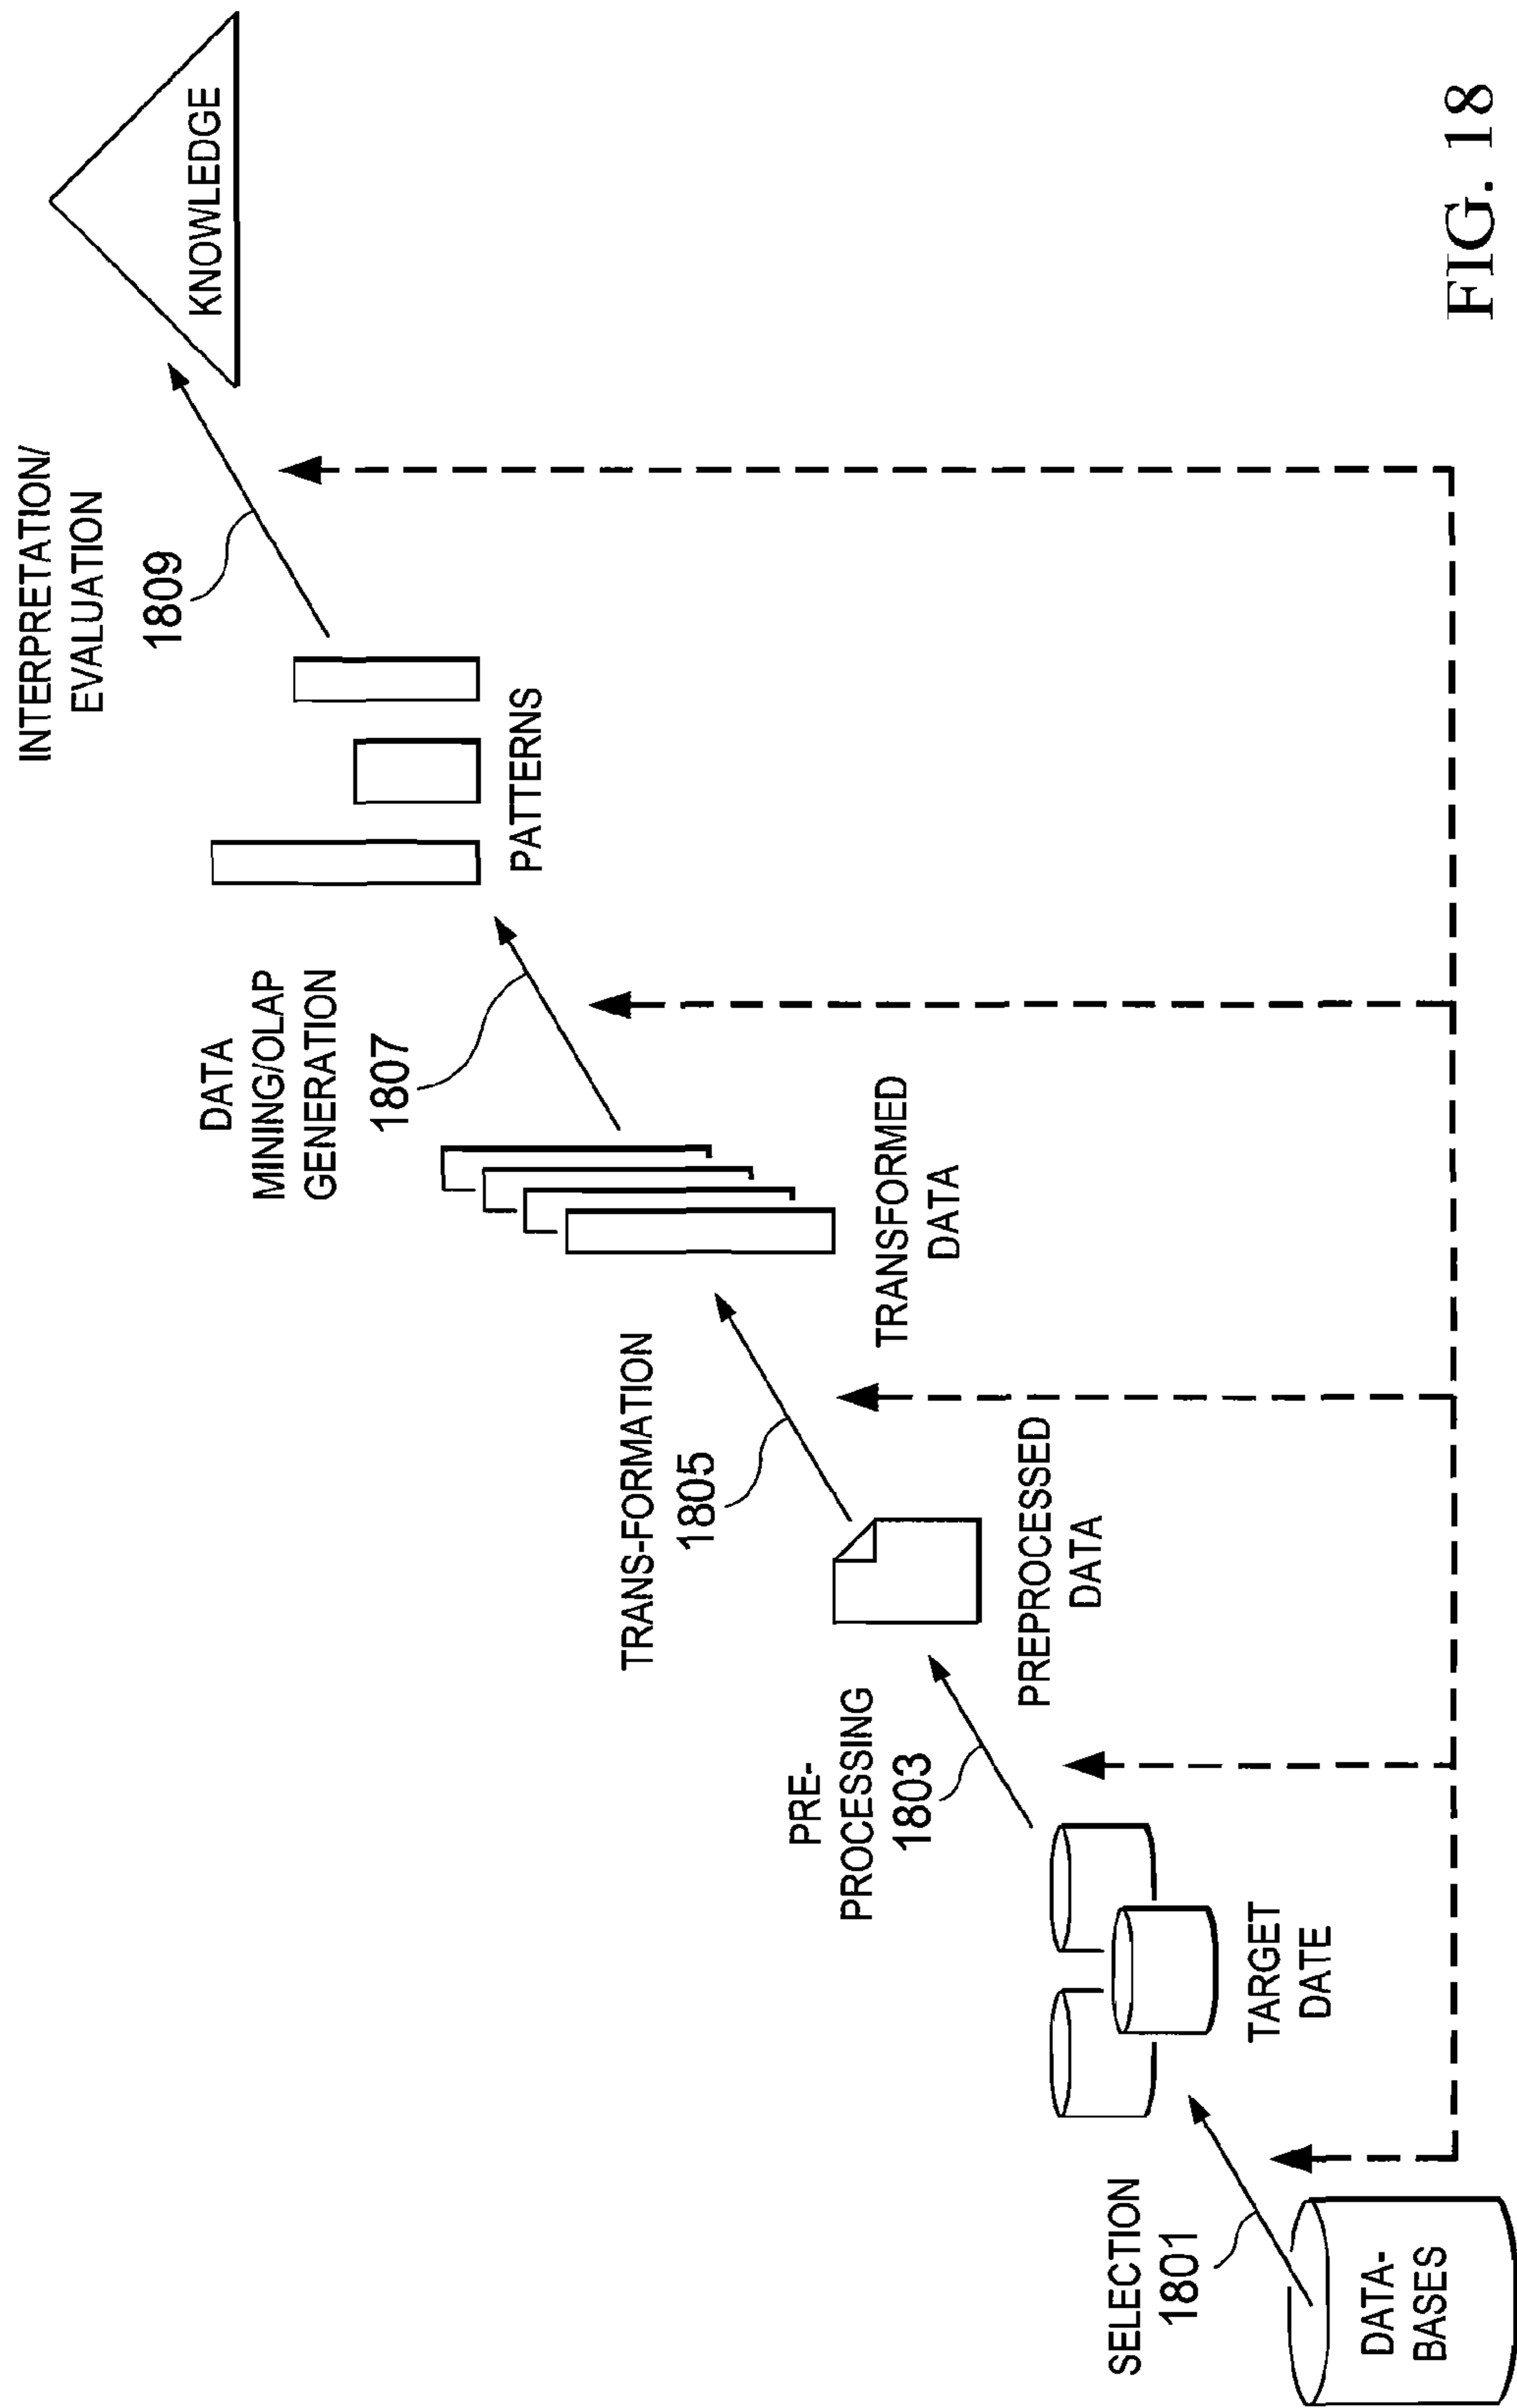 SELECTION
1801
DATA-
BASES
PRE-
PROCESSING
1803
TARGET
DATE
TRANS-FORMATION
1805
PREPROCESSED
DATA
DATA
MINING/OLAP
GENERATION
1807
TRANSFORMED
DATA
INTERPRETATION/
EVALUATION
1809
PATTERNS
KNOWLEDGE
FIG. 18